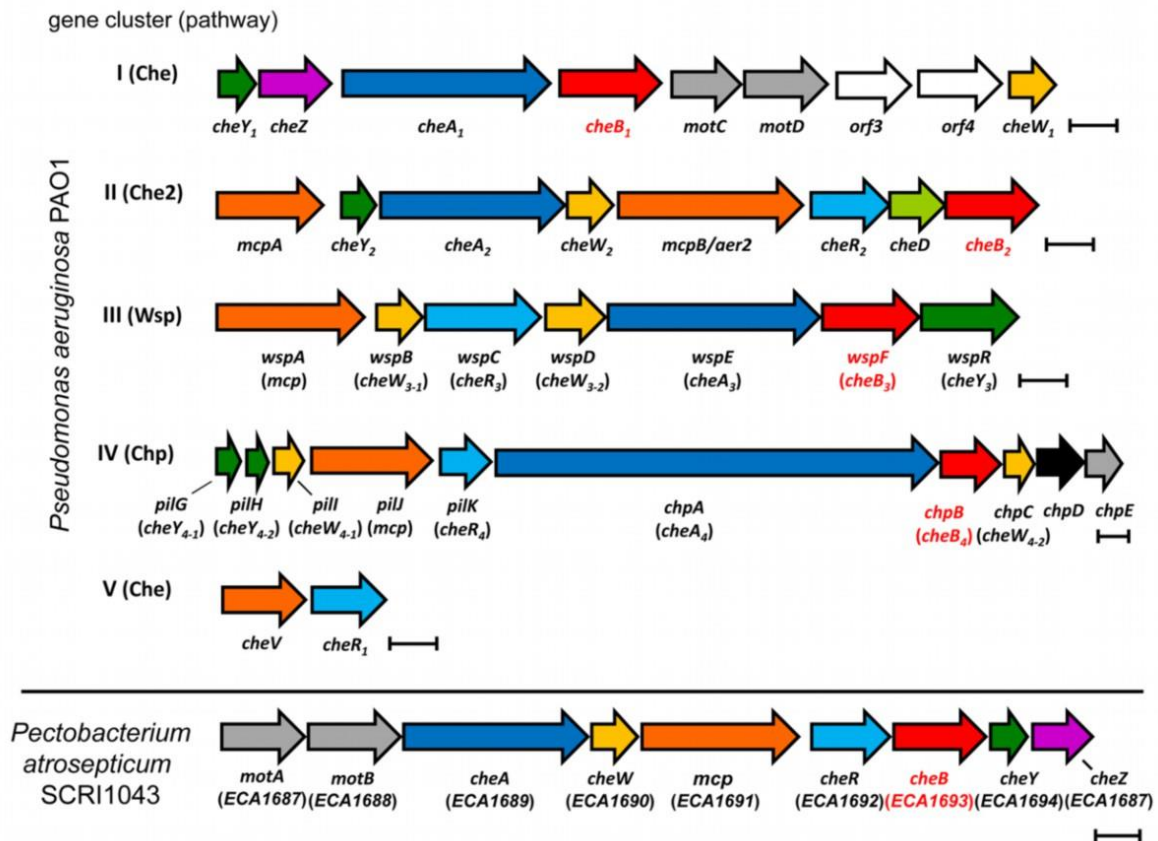 gene cluster (pathway)
I (Che)
cheY1 cheZ cheA1 cheB1 motC motD orf3 orf4 cheW1
II (Che2)
mcpA cheY2 cheA2 cheW2 mcpB/aer2 cheR2 cheD cheB2
Pseudomonas aeruginosa PAO1
III (Wsp)
wspA wspB wspC wspD wspE wspF wspR
(mcp) (cheW3-1) (cheR3) (cheW3-2) (cheA3) (cheB3) (cheY3)
IV (Chp)
pilG pilH pilI pilJ pilK chpA chpB chpC chpD chpE
(cheY4-1) (cheY4-2) (cheW4-1) (mcp) (cheR4) (cheA4) (cheB4) (cheW4-2)
V (Che)
cheV cheR1
Pectobacterium
atrosepticum
SCRI1043
motA motB cheA cheW mcp cheR cheB cheY cheZ
(ECA1687) (ECA1688) (ECA1689) (ECA1690) (ECA1691) (ECA1692) (ECA1693) (ECA1694) (ECA1687)